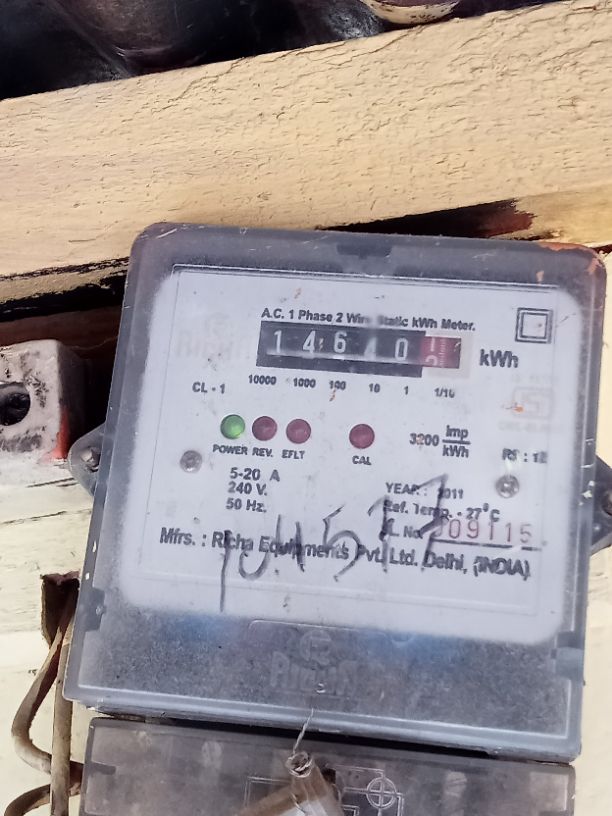 A.C. 1 Phase 2 Wire Static kWh Meter.
1 4 6 4 0 1 kWh
CL - 1 10000 1000 100 10 1 1/10
POWER REV. EFLT CAL 3200 Imp/kWh
5-20 A
240 V.
50 Hz.
YEAR : 2011
Ref. Temp. - 27°C
SL. No. 09115
Mfrs. : Richa Equipments Pvt. Ltd. Delhi, (INDIA)